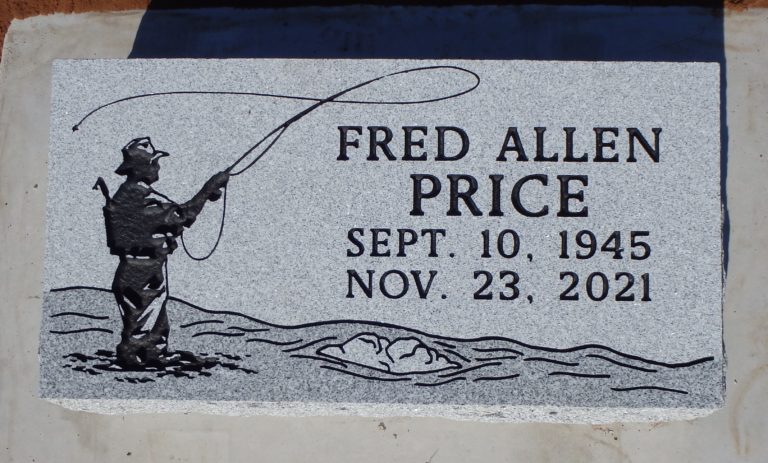 FRED ALLEN
PRICE
SEPT. 10, 1945
NOV. 23, 2021